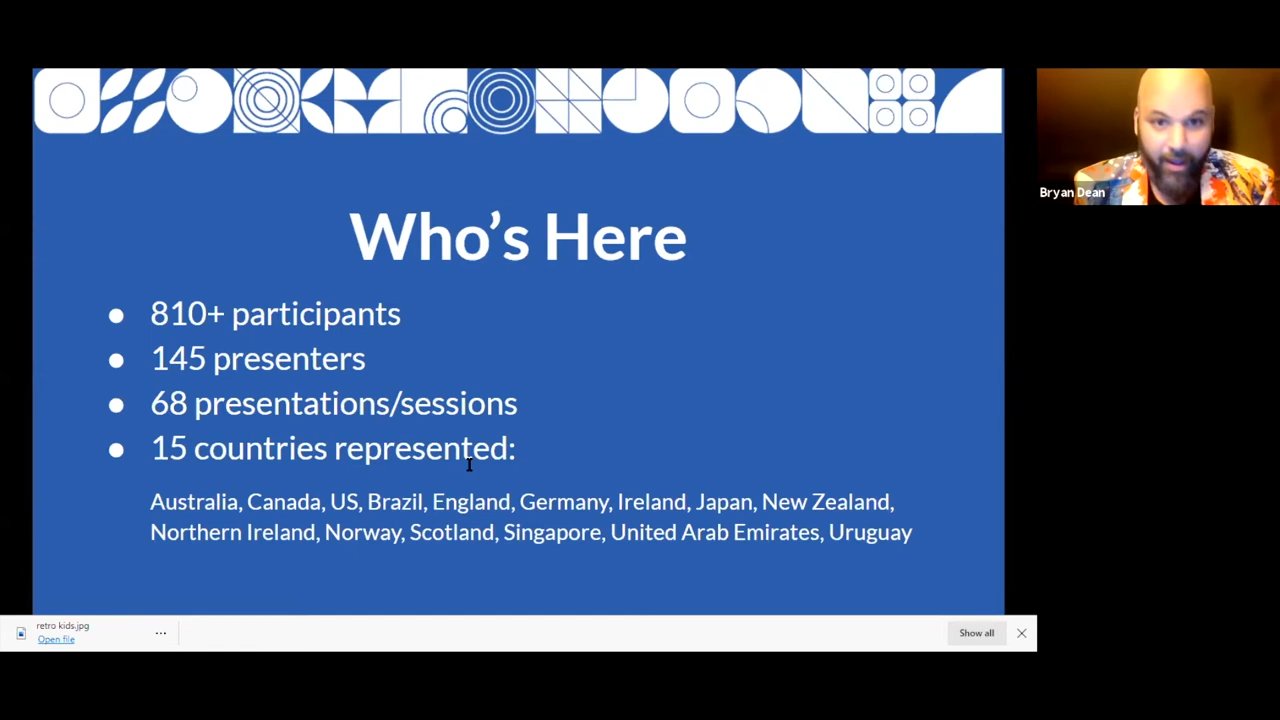 Who's Here
● 810+ participants
● 145 presenters
● 68 presentations/sessions
● 15 countries represented:
Australia, Canada, US, Brazil, England, Germany, Ireland, Japan, New Zealand,
Northern Ireland, Norway, Scotland, Singapore, United Arab Emirates, Uruguay
Bryan Dean
retro kids.jpg
Open file
...
Show all